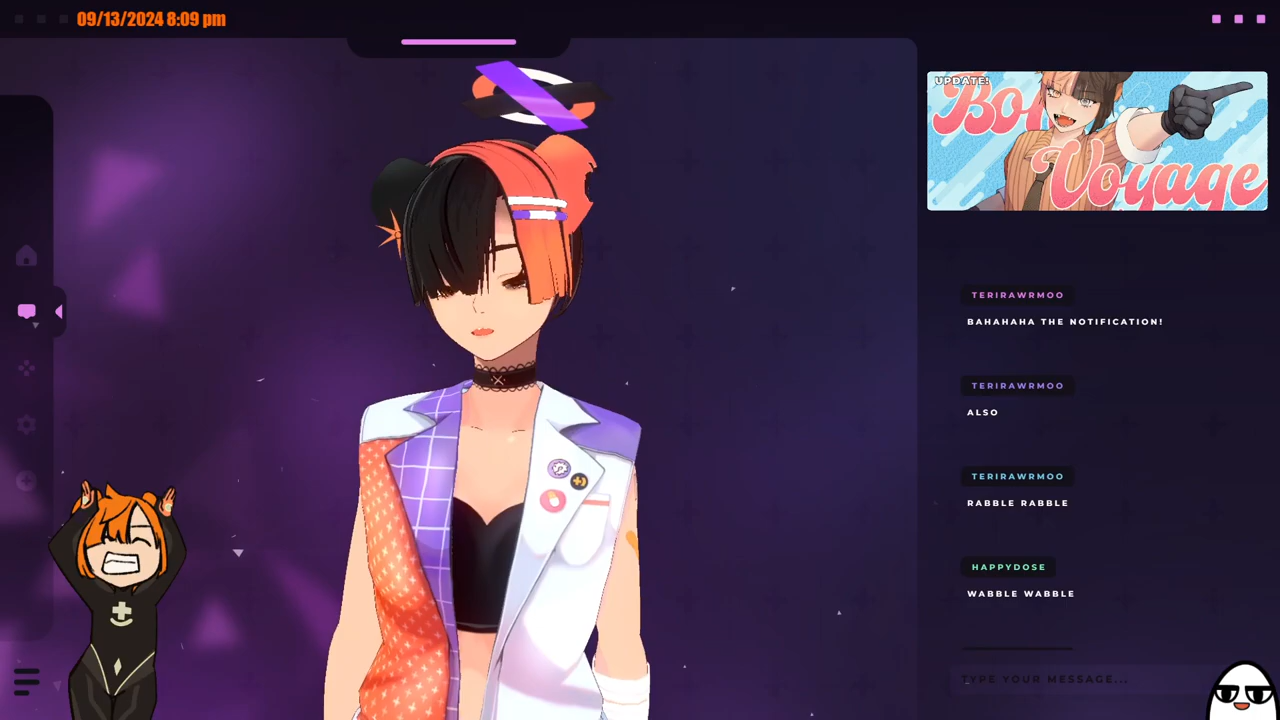 09/13/2024 8:09 pm
UPDATE!
Voyage
TERIRAWRMOO
BAHAHAHA THE NOTIFICATION!
TERIRAWRMOO
ALSO
TERIRAWRMOO
RABBLE RABBLE
HAPPYDOSE
WABBLE WABBLE
TYPE YOUR MESSAGE...